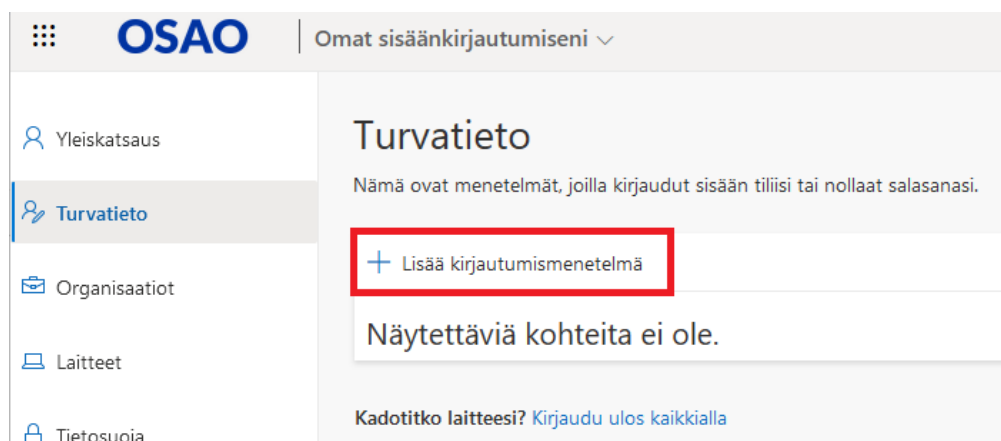 OSAO
Omat sisäänkirjautumiseni
Yleiskatsaus
Turvatieto
Organisaatiot
Laitteet
Tietosuoja
Turvatieto
Nämä ovat menetelmät, joilla kirjaudut sisään tiliisi tai nollaat salasanasi.
+ Lisää kirjautumismenetelmä
Näytettäviä kohteita ei ole.
Kadotitko laitteesi? Kirjaudu ulos kaikkialla